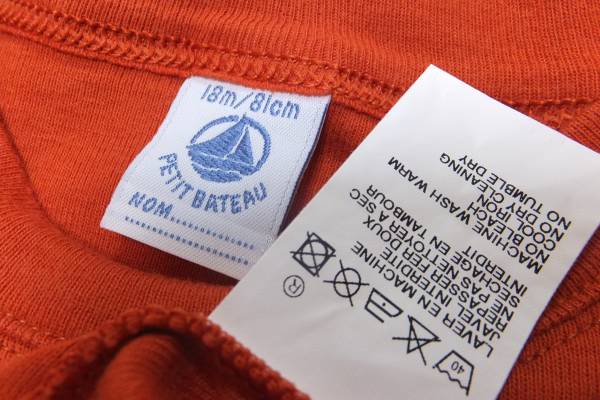 18m/81cm
PETIT BATEAU
NOM
40
®
LAVER EN MACHINE
JAVEL INTERDITE
REPASSER FER DOUX
NE PAS NETTOYER A SEC
SECHAGE EN TAMBOUR
INTERDIT
MACHINE WASH WARM
NO BLEACH
COOL IRON
NO DRY CLEANING
NO TUMBLE DRY